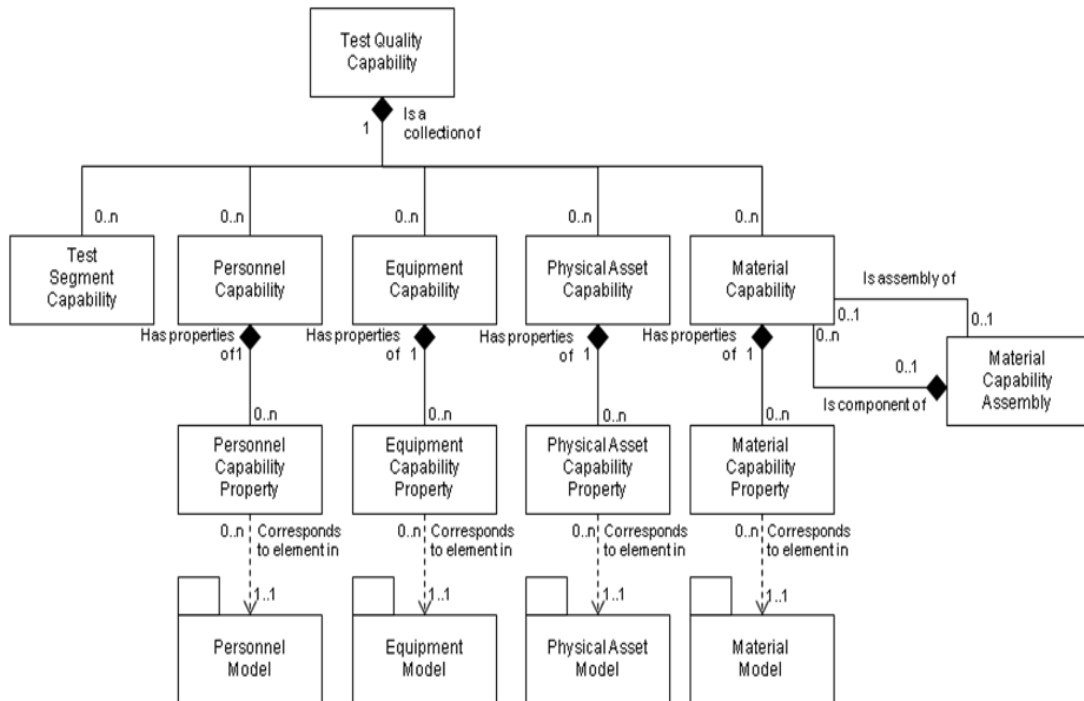 Test Quality
Capability
Is a
collection of
1
0..n
0..n
0..n
0..n
0..n
Test
Segment
Capability
Personnel
Capability
Equipment
Capability
Physical Asset
Capability
Material
Capability
Is assembly of
0..1
0..1
0..n
Has properties
of 1
Has properties
of 1
Has properties
of 1
Has properties
of 1
0..1
Is component of
Material
Capability
Assembly
0..n
0..n
0..n
0..n
Personnel
Capability
Property
Equipment
Capability
Property
Physical Asset
Capability
Property
Material
Capability
Property
0..n Corresponds
to element in
0..n Corresponds
to element in
0..n Corresponds
to element in
0..n Corresponds
to element in
1..1
1..1
1..1
1..1
Personnel
Model
Equipment
Model
Physical Asset
Model
Material
Model